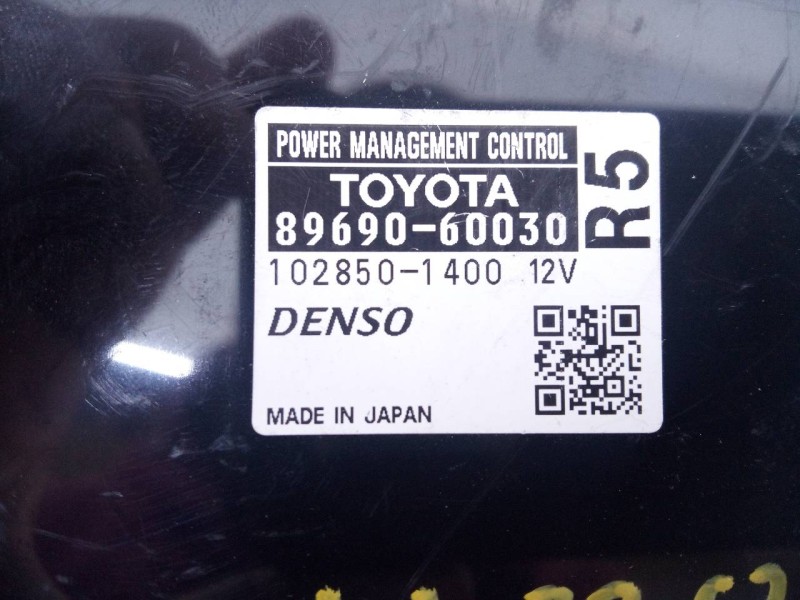 POWER MANAGEMENT CONTROL
TOYOTA
89690-60030
R5
102850-1400 12V
DENSO
MADE IN JAPAN